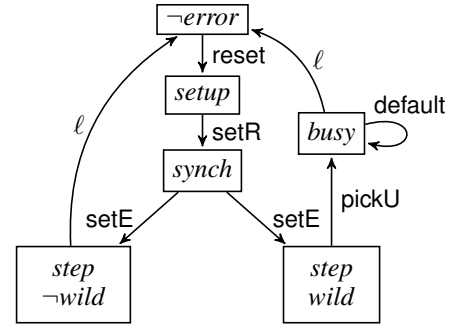 ¬error
reset
setup
ℓ
ℓ
default
setR
busy
synch
setE
setE
pickU
step
¬wild
step
wild